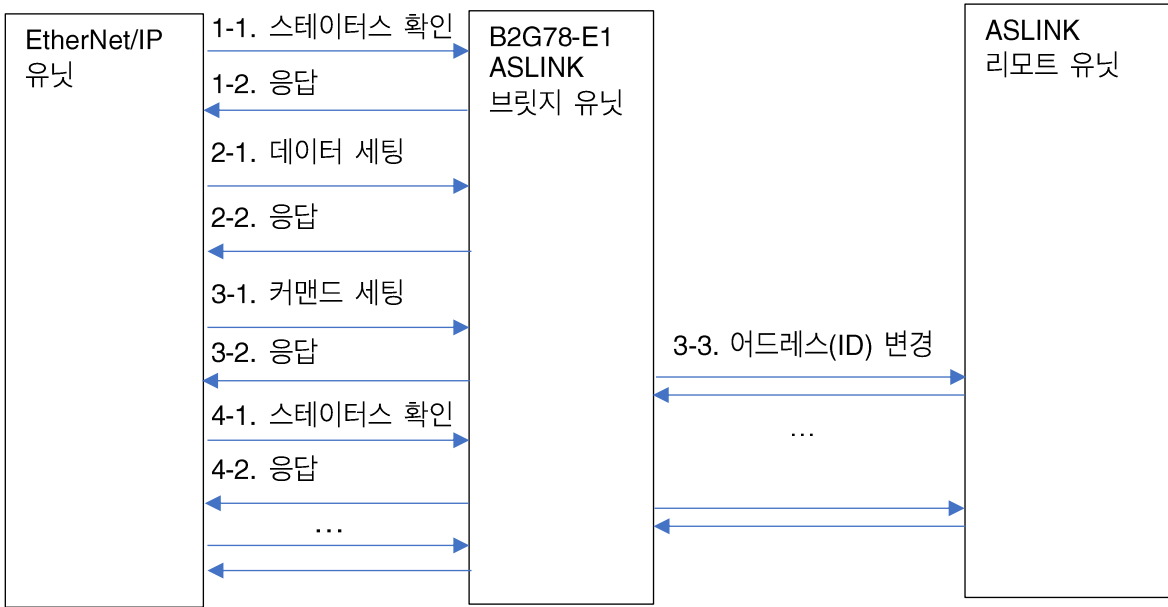 EtherNet/IP
유닛
1-1. 스테이터스 확인
1-2. 응답
2-1. 데이터 세팅
2-2. 응답
3-1. 커맨드 세팅
3-2. 응답
4-1. 스테이터스 확인
4-2. 응답
...
B2G78-E1
ASLINK
브릿지 유닛
3-3. 어드레스(ID) 변경
...
ASLINK
리모트 유닛